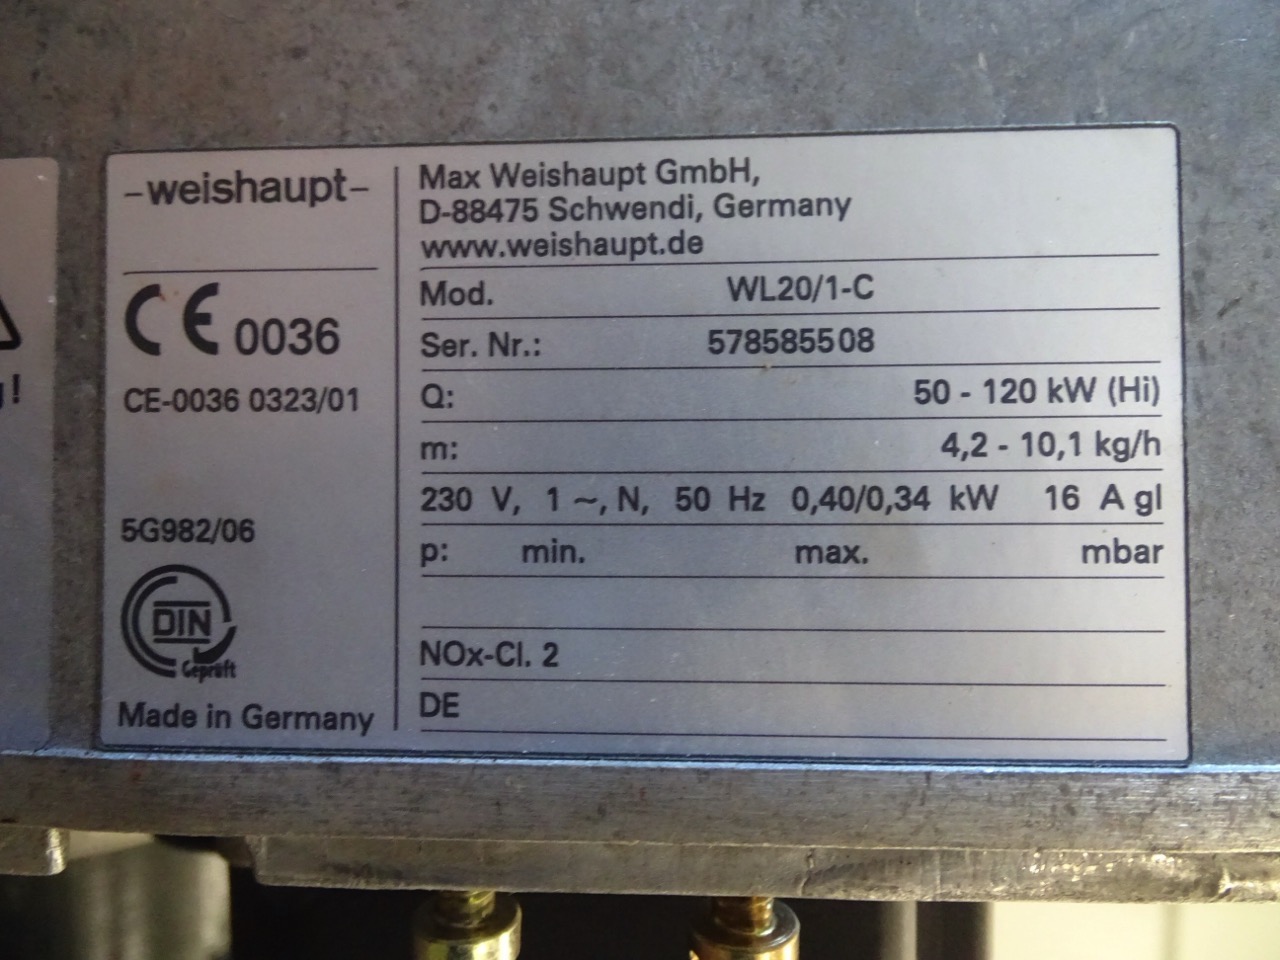 -weishaupt-
CE 0036
CE-0036 0323/01
5G982/06
DIN
Geprüft
Made in Germany
Max Weishaupt GmbH,
D-88475 Schwendi, Germany
www.weishaupt.de
Mod. WL20/1-C
Ser. Nr.: 578585508
Q: 50 - 120 kW (Hi)
m: 4,2 - 10,1 kg/h
230 V, 1 ~, N, 50 Hz 0,40/0,34 kW 16 A gl
p: min. max. mbar
NOx-Cl. 2
DE